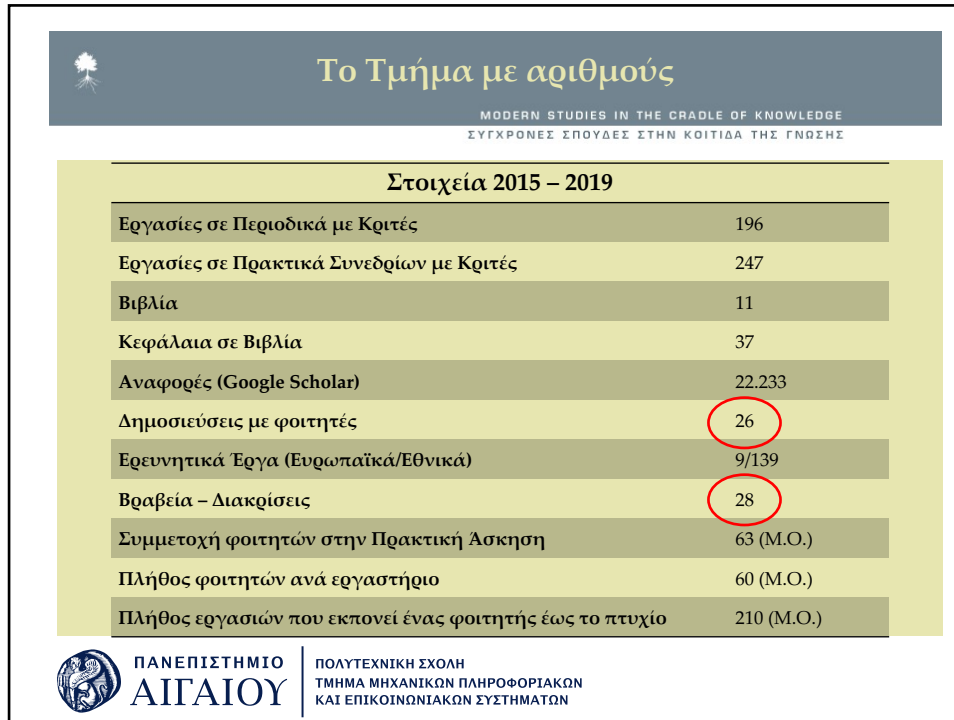 Το Τμήμα με αριθμούς
MODERN STUDIES IN THE CRADLE OF KNOWLEDGE
ΣΥΓΧΡΟΝΕΣ ΣΠΟΥΔΕΣ ΣΤΗΝ ΚΟΙΤΙΔΑ ΤΗΣ ΓΝΩΣΗΣ
Στοιχεία 2015 – 2019
Εργασίες σε Περιοδικά με Κριτές 196
Εργασίες σε Πρακτικά Συνεδρίων με Κριτές 247
Βιβλία 11
Κεφάλαια σε Βιβλία 37
Αναφορές (Google Scholar) 22.233
Δημοσιεύσεις με φοιτητές 26
Ερευνητικά Έργα (Ευρωπαϊκά/Εθνικά) 9/139
Βραβεία – Διακρίσεις 28
Συμμετοχή φοιτητών στην Πρακτική Άσκηση 63 (Μ.Ο.)
Πλήθος φοιτητών ανά εργαστήριο 60 (Μ.Ο.)
Πλήθος εργασιών που εκπονεί ένας φοιτητής έως το πτυχίο 210 (Μ.Ο.)
ΠΑΝΕΠΙΣΤΗΜΙΟ
ΑΙΓΑΙΟΥ
ΠΟΛΥΤΕΧΝΙΚΗ ΣΧΟΛΗ
ΤΜΗΜΑ ΜΗΧΑΝΙΚΩΝ ΠΛΗΡΟΦΟΡΙΑΚΩΝ
ΚΑΙ ΕΠΙΚΟΙΝΩΝΙΑΚΩΝ ΣΥΣΤΗΜΑΤΩΝ